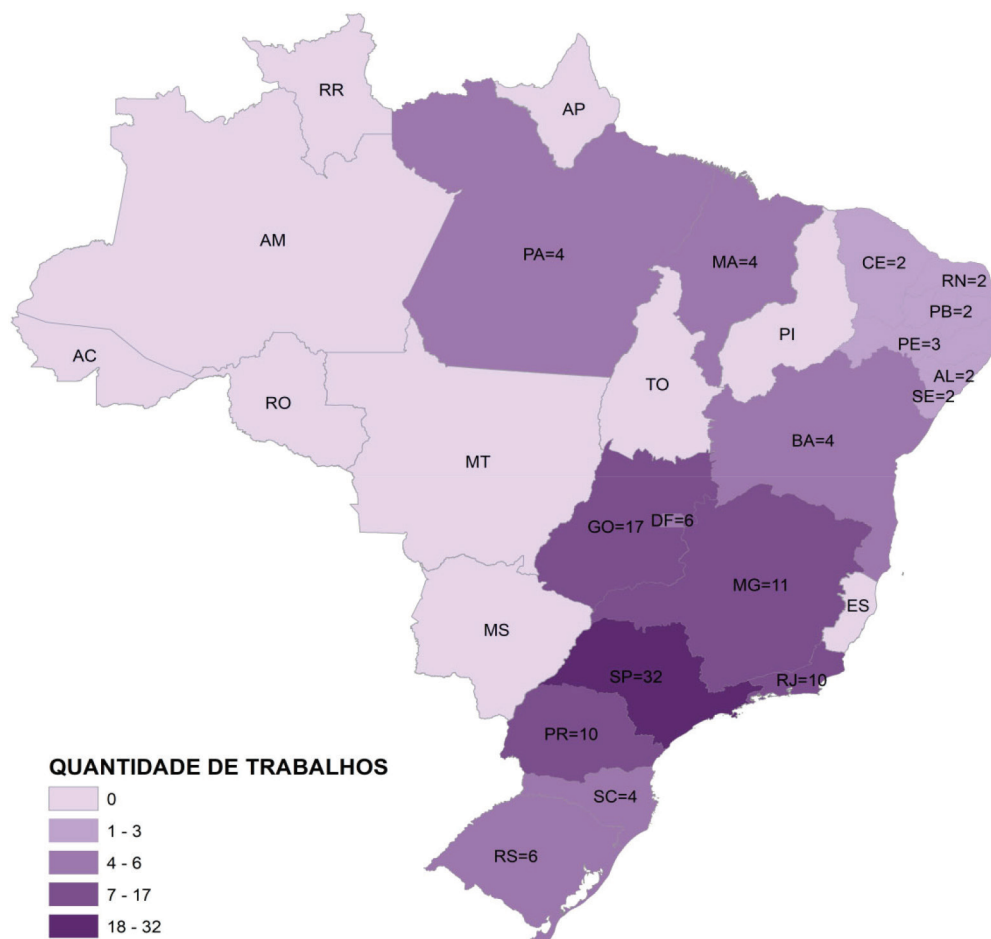 RR
AP
AM
PA=4
MA=4
CE=2
RN=2
PB=2
PI
PE=3
AC
AL=2
TO
SE=2
RO
BA=4
MT
GO=17
DF=6
MG=11
ES
MS
SP=32
RJ=10
PR=10
QUANTIDADE DE TRABALHOS
0
1 - 3
4 - 6
7 - 17
18 - 32
SC=4
RS=6